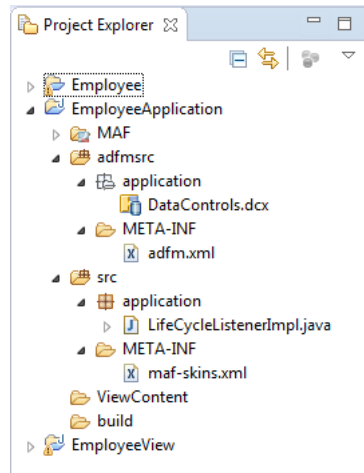 Project Explorer
Employee
EmployeeApplication
MAF
adfmsrc
application
DataControls.dcx
META-INF
adfm.xml
src
application
LifeCycleListenerImpl.java
META-INF
maf-skins.xml
ViewContent
build
EmployeeView